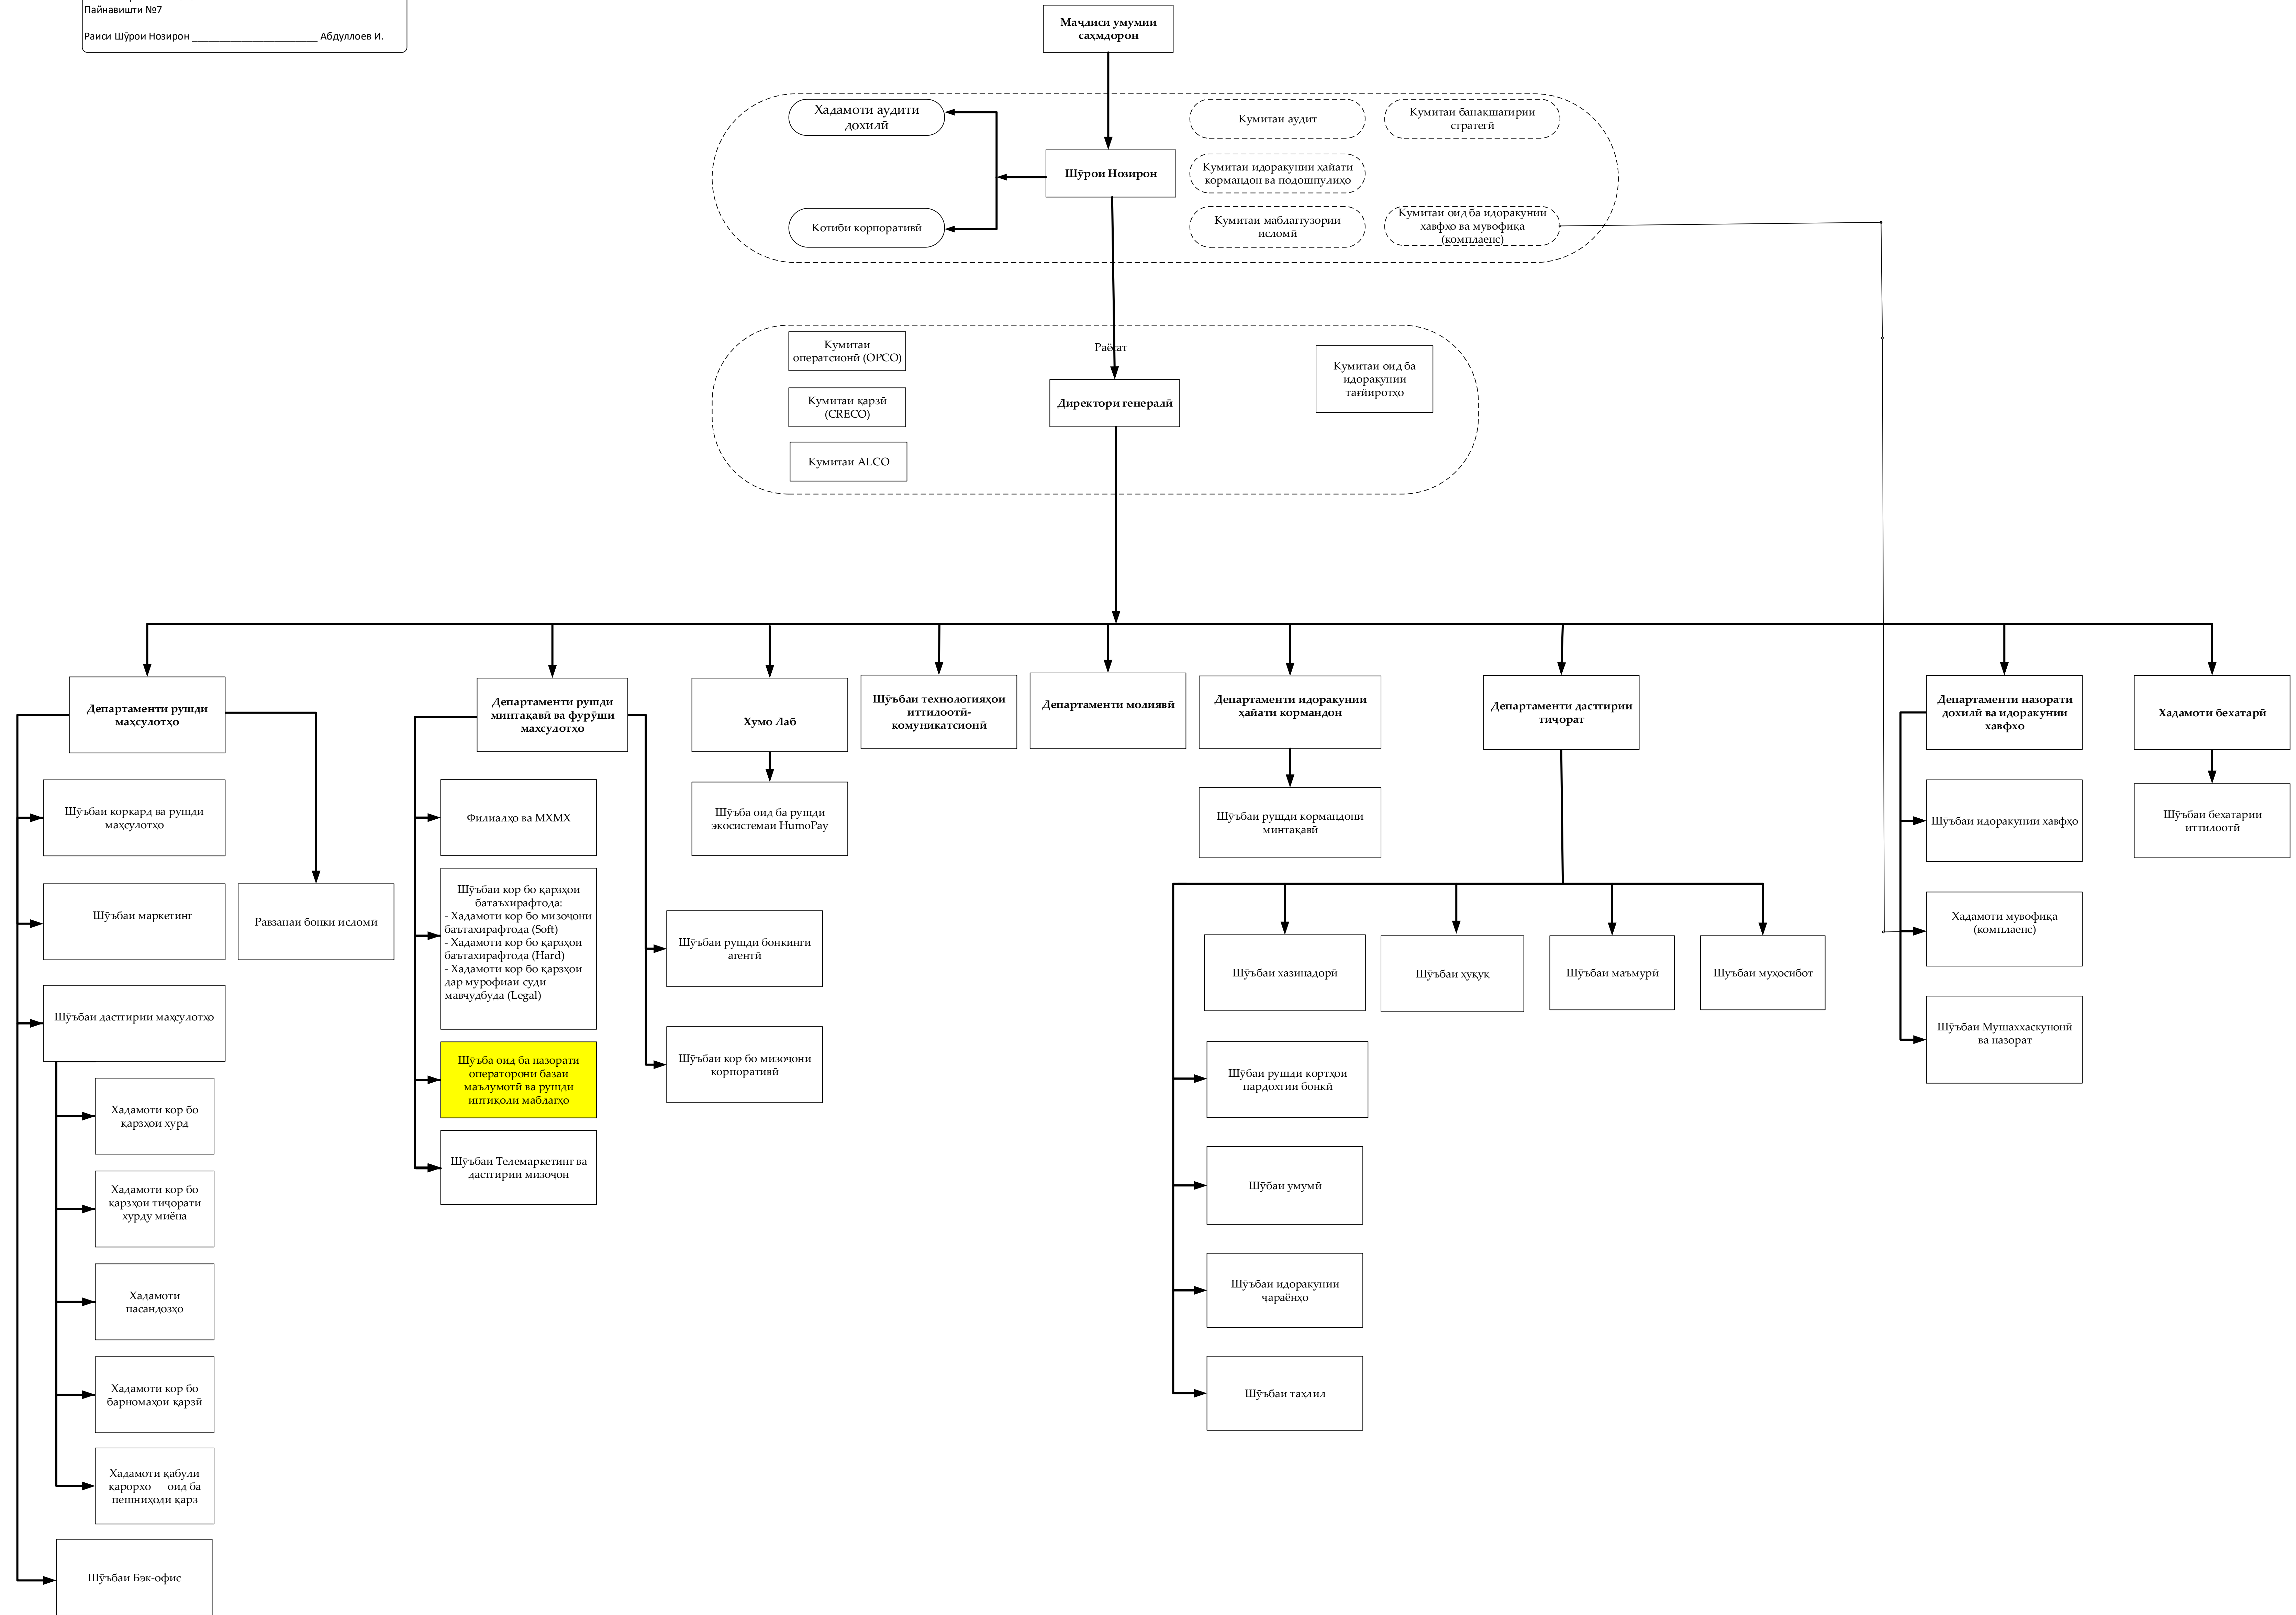 Пайнавишти №7
Раиси Шӯрои Нозирон ________________________ Абдуллоев И.
Маҷлиси умумии
саҳмдорон
Хадамоти аудити
дохилӣ
Кумитаи аудит
Кумитаи банақшагирии
стратегӣ
Шӯрои Нозирон
Кумитаи идоракунии ҳайати
кормандон ва подошпулиҳо
Котиби корпоративӣ
Кумитаи маблағгузории
исломӣ
Кумитаи оид ба идоракунии
хавфҳо ва мувофиқа
(комплаенс)
Кумитаи
оператсионӣ (OPCO)
Раёсат
Кумитаи оид ба
идоракунии
тағйиротҳо
Кумитаи қарзӣ
(CRECO)
Директори генералӣ
Кумитаи ALCO
Департаменти рушди
маҳсулотҳо
Департаменти рушди
минтақавӣ ва фурӯши
махсулотҳо
Хумо Лаб
Шӯъбаи технологияҳои
иттилоотӣ-
комуникатсионӣ
Департаменти молиявӣ
Департаменти идоракунии
ҳайати кормандон
Департаменти дастгирии
тиҷорат
Департаменти назорати
дохилӣ ва идоракунии
хавфхо
Хадамоти бехатарӣ
Шӯъбаи коркард ва рушди
маҳсулотҳо
Филиалҳо ва МХМХ
Шӯъба оид ба рушди
экосистемаи HumoPay
Шӯъбаи рушди кормандони
минтақавӣ
Шӯъбаи идоракунии хавфҳо
Шӯъбаи бехатарии
иттилоотӣ
Шӯъбаи маркетинг
Равзанаи бонки исломӣ
Шӯъбаи кор бо қарзҳои
батаъхирафтода:
- Хадамоти кор бо мизоҷони
баътахирафтода (Soft)
- Хадамоти кор бо қарзҳои
баътахирафтода (Hard)
- Хадамоти кор бо қарзҳои
дар мурофиаи суди
мавҷудбуда (Legal)
Шӯъбаи рушди бонкинги
агентӣ
Шӯъбаи хазинадорӣ
Шӯъбаи ҳуқуқ
Шӯъбаи маъмурӣ
Шуъбаи муҳосибот
Хадамоти мувофиқа
(комплаенс)
Шӯъбаи дастгирии маҳсулотҳо
Шӯъба оид ба назорати
операторони базаи
маълумотӣ ва рушди
интиқоли маблағҳо
Шӯъбаи кор бо мизоҷони
корпоративӣ
Шӯбаи рушди кортҳои
пардохтии бонкӣ
Шӯъбаи Мушаххаскунонӣ
ва назорат
Хадамоти кор бо
қарзҳои хурд
Шӯъбаи Телемаркетинг ва
дастгирии мизоҷон
Шӯбаи умумӣ
Хадамоти кор бо
қарзҳои тиҷорати
хурду миёна
Шӯъбаи идоракунии
ҷараёнҳо
Хадамоти
пасандозҳо
Хадамоти кор бо
барномаҳои қарзӣ
Шӯъбаи таҳлил
Хадамоти қабули
қарорхо оид ба
пешниҳоди қарз
Шӯъбаи Бэк-офис